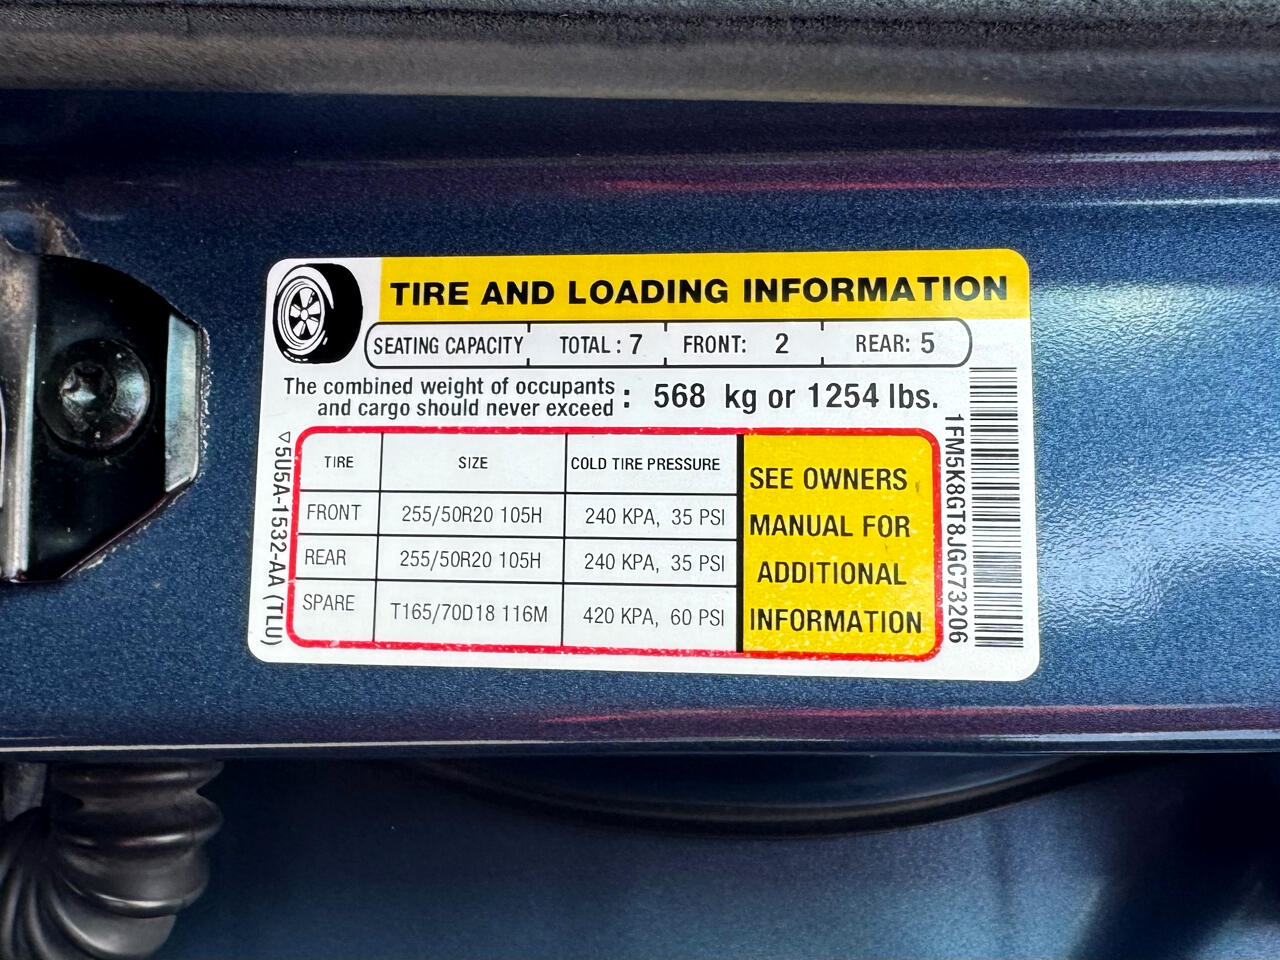 TIRE AND LOADING INFORMATION
SEATING CAPACITY TOTAL: 7 FRONT: 2 REAR: 5
The combined weight of occupants
and cargo should never exceed : 568 kg or 1254 lbs.
TIRE SIZE COLD TIRE PRESSURE
FRONT 255/50R20 105H 240 KPA, 35 PSI
REAR 255/50R20 105H 240 KPA, 35 PSI
SPARE T165/70D18 116M 420 KPA, 60 PSI
SEE OWNERS
MANUAL FOR
ADDITIONAL
INFORMATION
▽5U5A-1532-AA (TLU)
1FM5K8GT8JGC73206